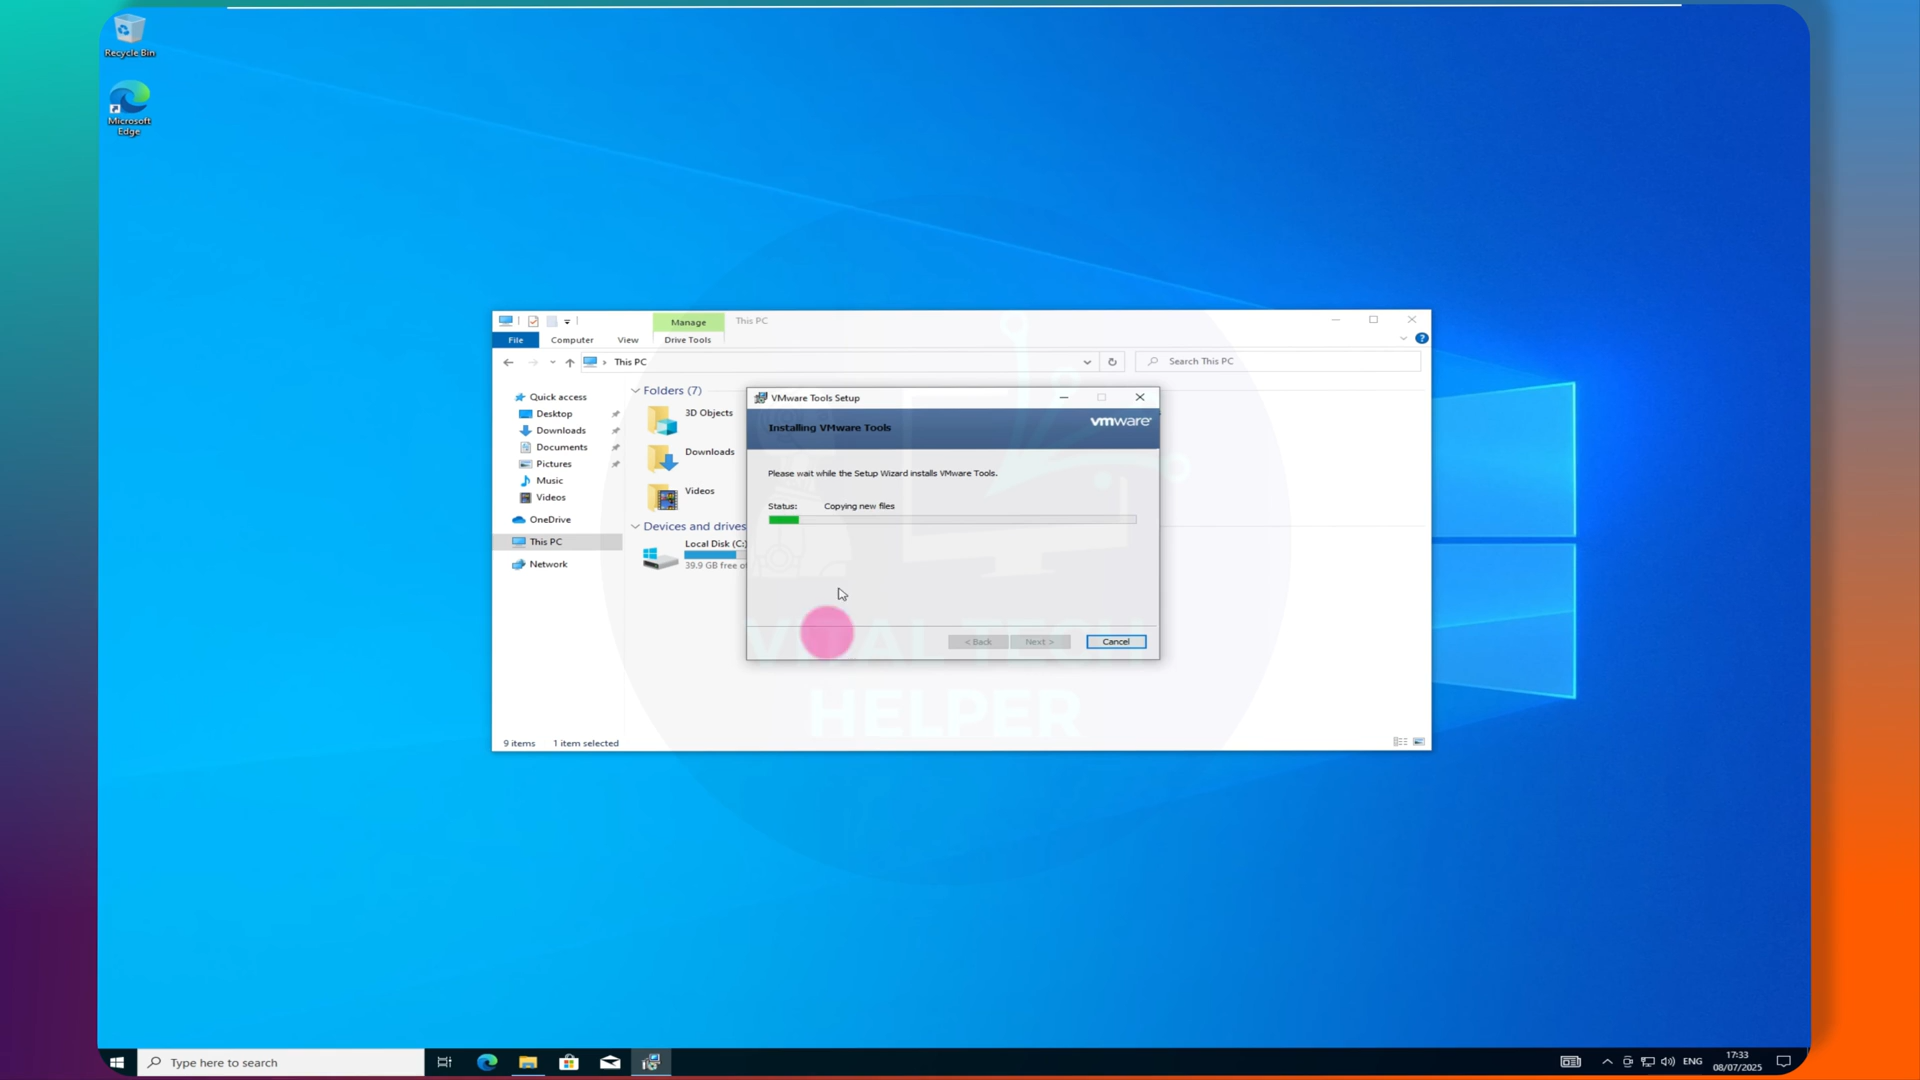 Recycle Bin
Microsoft
Edge
Manage
This PC
File
Computer
View
Drive Tools
This PC
Search This PC
Quick access
Desktop
Downloads
Documents
Pictures
Music
Videos
OneDrive
This PC
Network
Folders (7)
3D Objects
Downloads
Videos
Devices and drives
Local Disk (C:)
39.9 GB free o
VMware Tools Setup
Installing VMware Tools
vmware
Please wait while the Setup Wizard installs VMware Tools.
Status:
Copying new files
< Back
Next >
Cancel
VITAL TECH
HELPER
9 items
1 item selected
Type here to search
ENG
17:33
08/07/2025